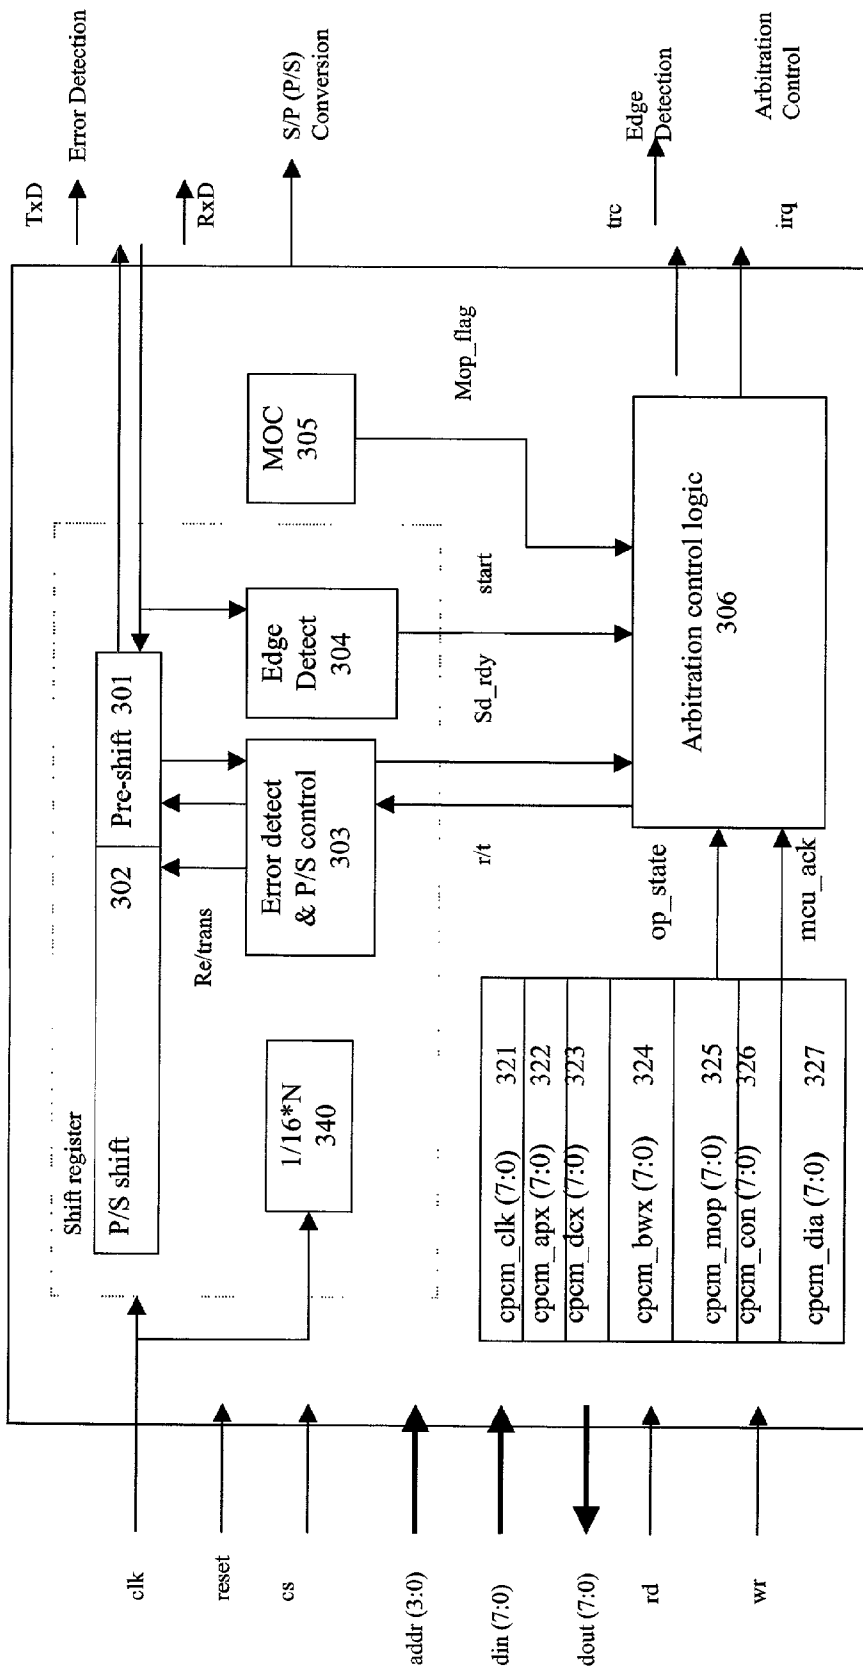 TxD
Error Detection
RxD
S/P (P/S)
Conversion
trc
Edge
Detection
irq
Arbitration
Control
Shift register
P/S shift
302
Pre-shift 301
Re/trans
1/16*N
340
Error detect
& P/S control
303
Edge
Detect
304
MOC
305
r/t
Sd_rdy
start
Mop_flag
cpcm_clk (7:0) 321
cpcm_apx (7:0) 322
cpcm_dcx (7:0) 323
cpcm_bwx (7:0) 324
cpcm_mop (7:0) 325
cpcm_con (7:0) 326
cpcm_dia (7:0) 327
op_state
mcu_ack
Arbitration control logic
306
clk
reset
cs
addr (3:0)
din (7:0)
dout (7:0)
rd
wr